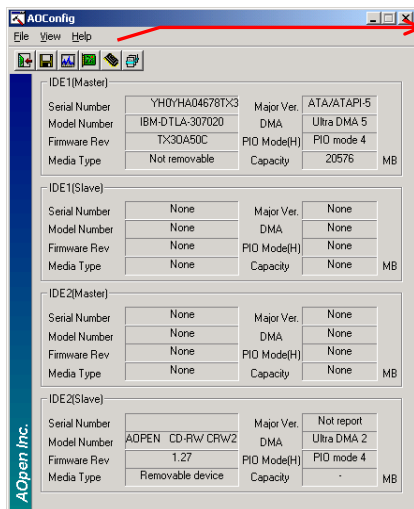 AOConfig
File View Help
IDE1(Master)
Serial Number YH0YHA04678TX3 Major Ver. ATA/ATAPI-5
Model Number IBM-DTLA-307020 DMA Ultra DMA 5
Firmware Rev TX3OA50C PIO Mode(H) PIO mode 4
Media Type Not removable Capacity 20576 MB
IDE1(Slave)
Serial Number None Major Ver. None
Model Number None DMA None
Firmware Rev None PIO Mode(H) None
Media Type None Capacity None MB
IDE2(Master)
Serial Number None Major Ver. None
Model Number None DMA None
Firmware Rev None PIO Mode(H) None
Media Type None Capacity None MB
IDE2(Slave)
Serial Number Major Ver. Not report
Model Number AOPEN CD-RW CRW2 DMA Ultra DMA 2
Firmware Rev 1.27 PIO Mode(H) PIO mode 4
Media Type Removable device Capacity - MB
AOpen Inc.